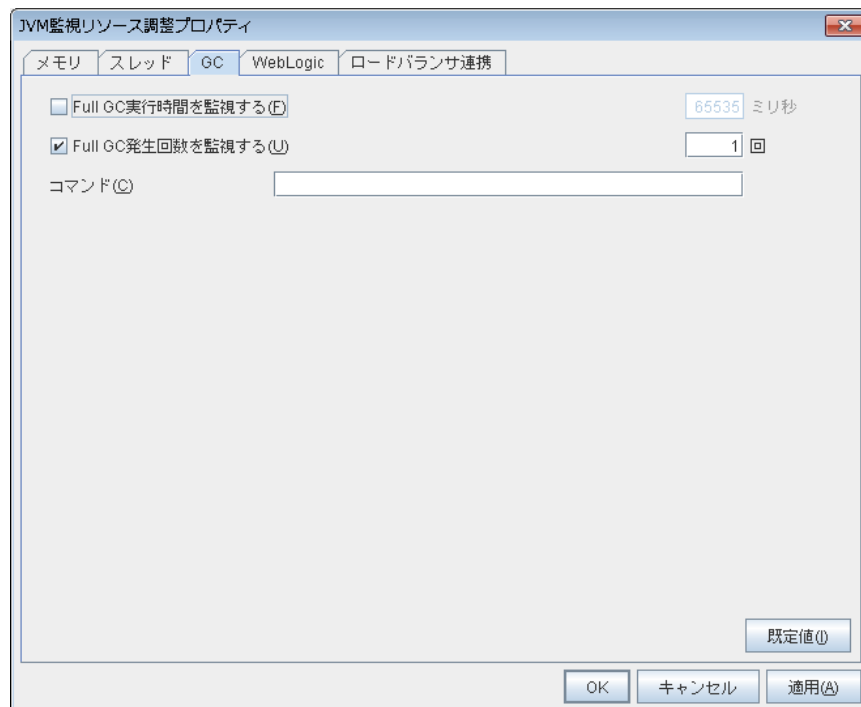 JVM監視リソース調整プロパティ
メモリ スレッド GC WebLogic ロードバランサ連携
Full GC実行時間を監視する(F) 65535 ミリ秒
Full GC発生回数を監視する(U) 1 回
コマンド(C)
既定値(I)
OK キャンセル 適用(A)